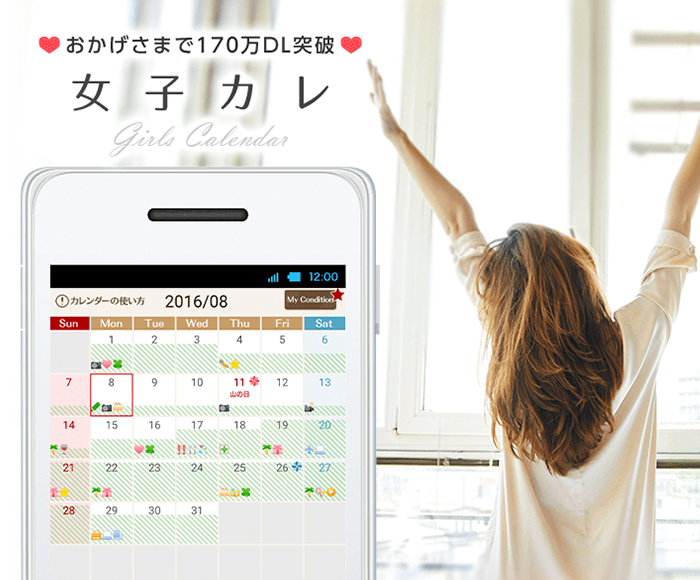 おかげさまで170万DL突破
女子カレ
Girls Calendar
12:00
! カレンダーの使い方 2016/08 My Condition
Sun Mon Tue Wed Thu Fri Sat
1 2 3 4 5 6
7 8 9 10 11 12 13
山の日
14 15 16 17 18 19 20
21 22 23 24 25 26 27
28 29 30 31